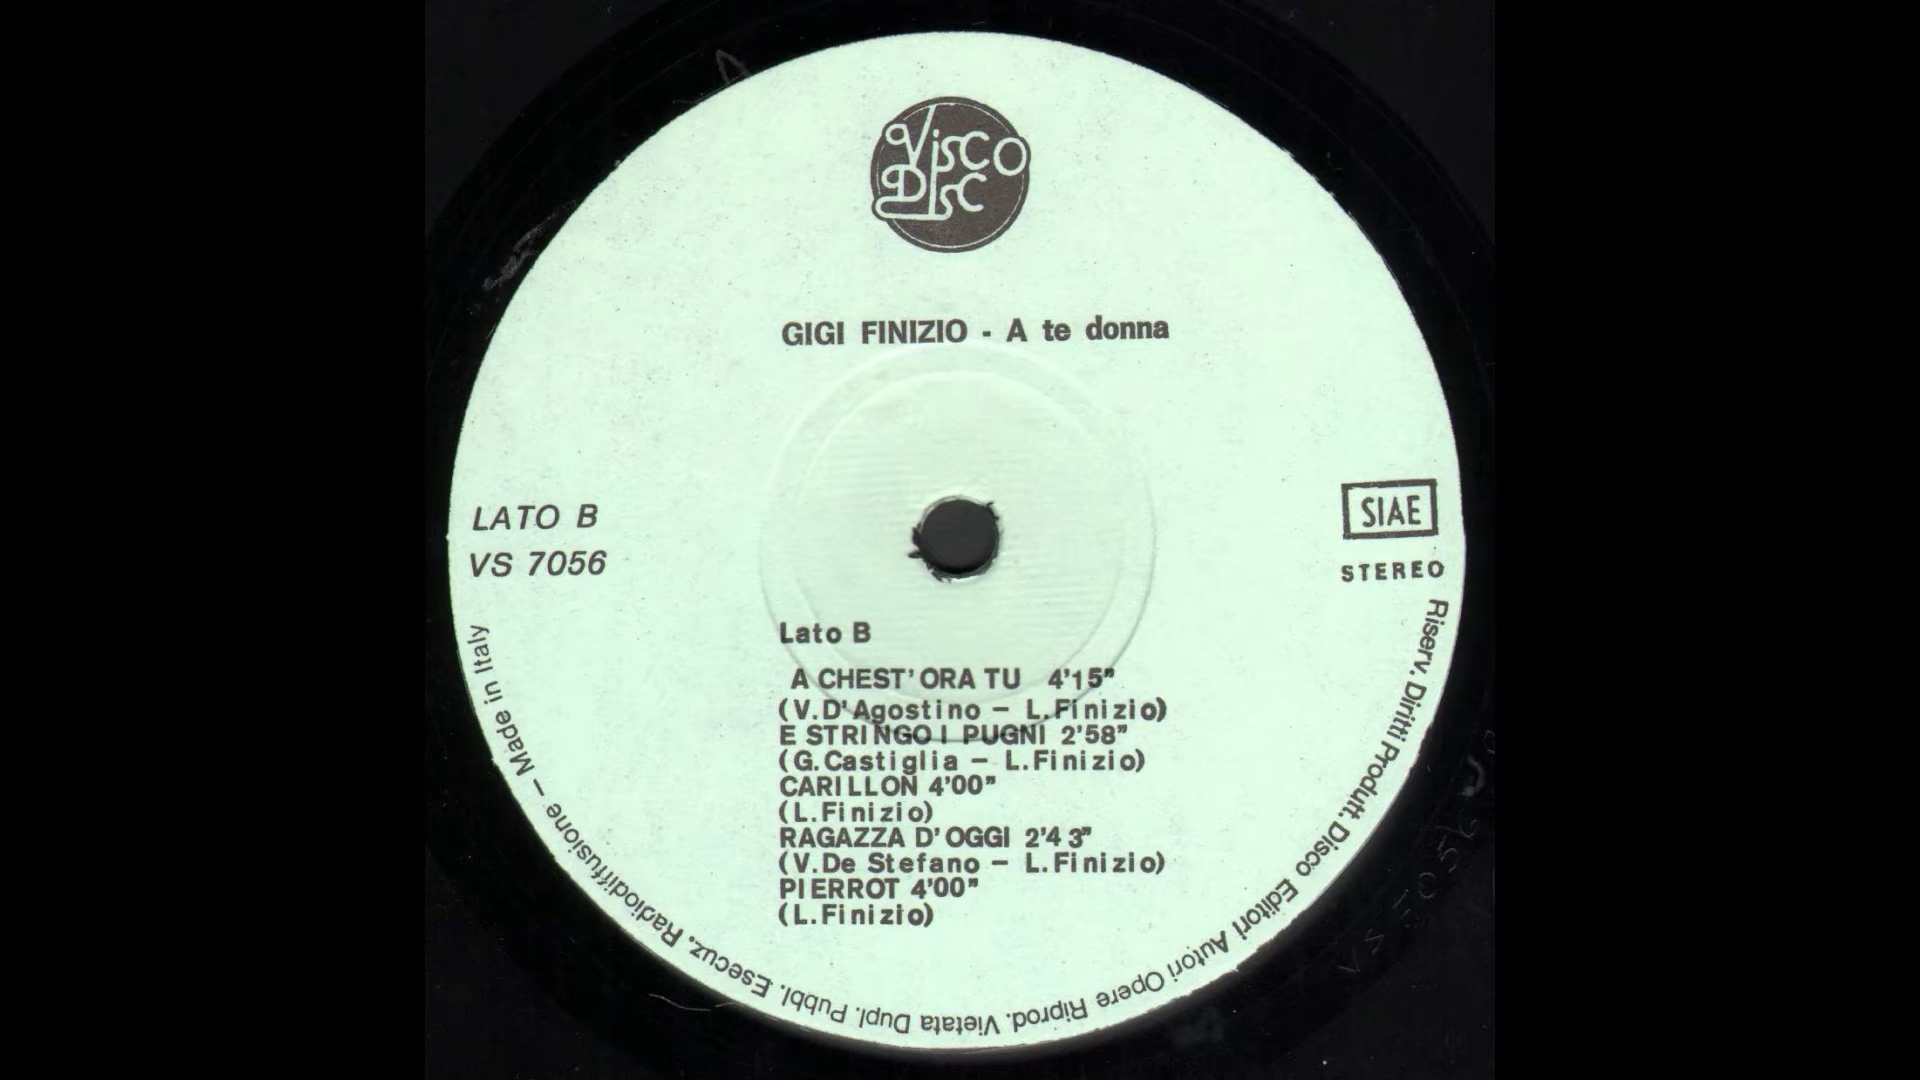 Visco
Disc
GIGI FINIZIO - A te donna
LATO B
VS 7056
SIAE
STEREO
Lato B
A CHEST'ORA TU 4'15"
(V.D'Agostino – L.Finizio)
E STRINGO I PUGNI 2'58"
(G.Castiglia – L.Finizio)
CARILLON 4'00"
(L.Finizio)
RAGAZZA D'OGGI 2'43"
(V.De Stefano – L.Finizio)
PIERROT 4'00"
(L.Finizio)
Riserv. Diritti Produtt. Disco Editori Autori Opere Riprod. Vietata Dupl. Pubbl. Esecuz. Radiodiffusione – Made in Italy